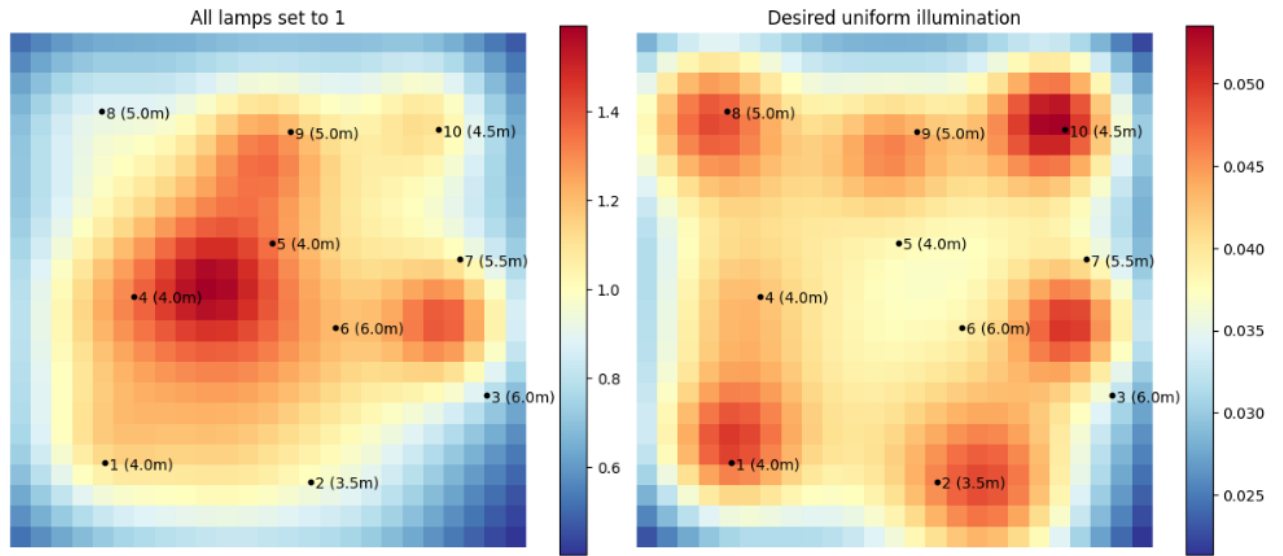 All lamps set to 1
8 (5.0m)
9 (5.0m)
10 (4.5m)
5 (4.0m)
7 (5.5m)
4 (4.0m)
6 (6.0m)
3 (6.0m)
1 (4.0m)
2 (3.5m)
1.4
1.2
1.0
0.8
0.6
Desired uniform illumination
8 (5.0m)
9 (5.0m)
10 (4.5m)
5 (4.0m)
7 (5.5m)
4 (4.0m)
6 (6.0m)
3 (6.0m)
1 (4.0m)
2 (3.5m)
0.050
0.045
0.040
0.035
0.030
0.025